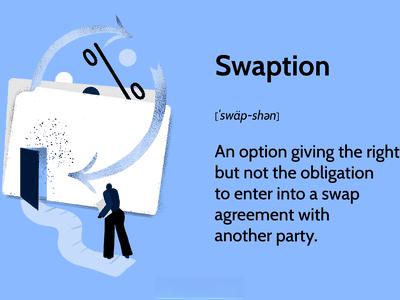 %
Swaption
[ˈswäp-shən]
An option giving the right
but not the obligation
to enter into a swap
agreement with
another party.